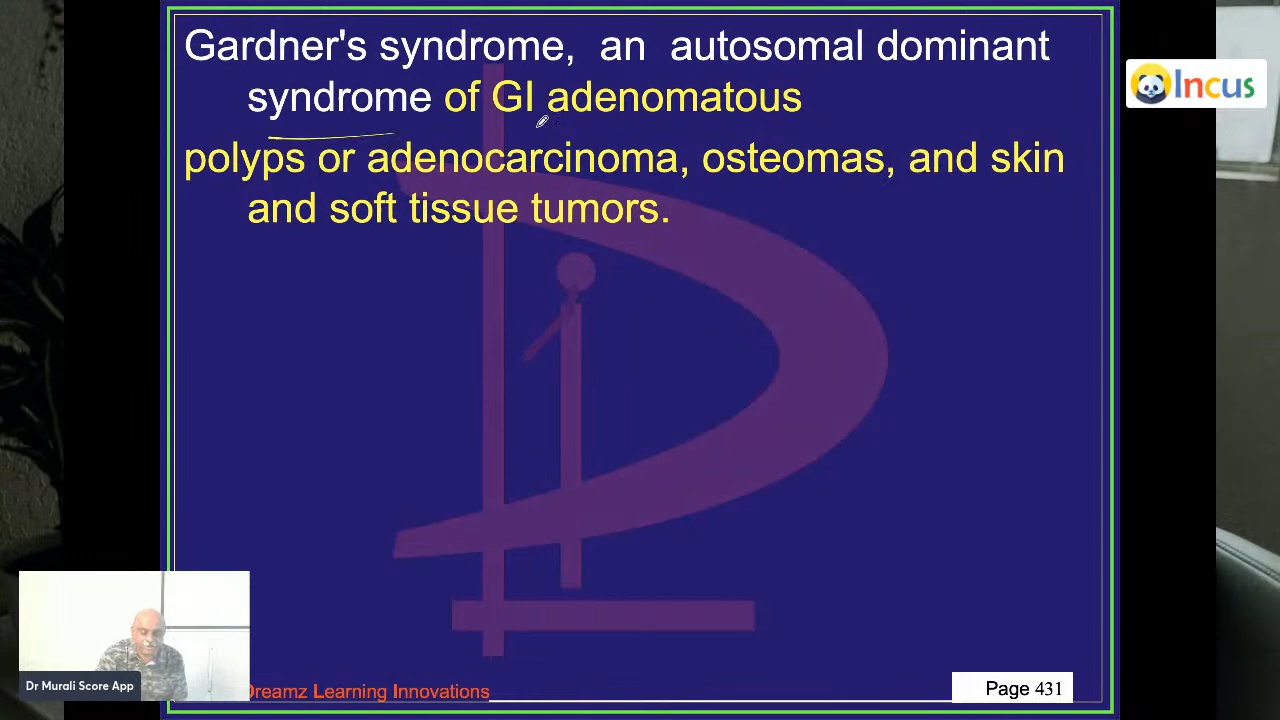 Gardner's syndrome, an autosomal dominant
syndrome of GI adenomatous
polyps or adenocarcinoma, osteomas, and skin
and soft tissue tumors.
Incus
Dr Murali Score App
Dreamz Learning Innovations
Page 431